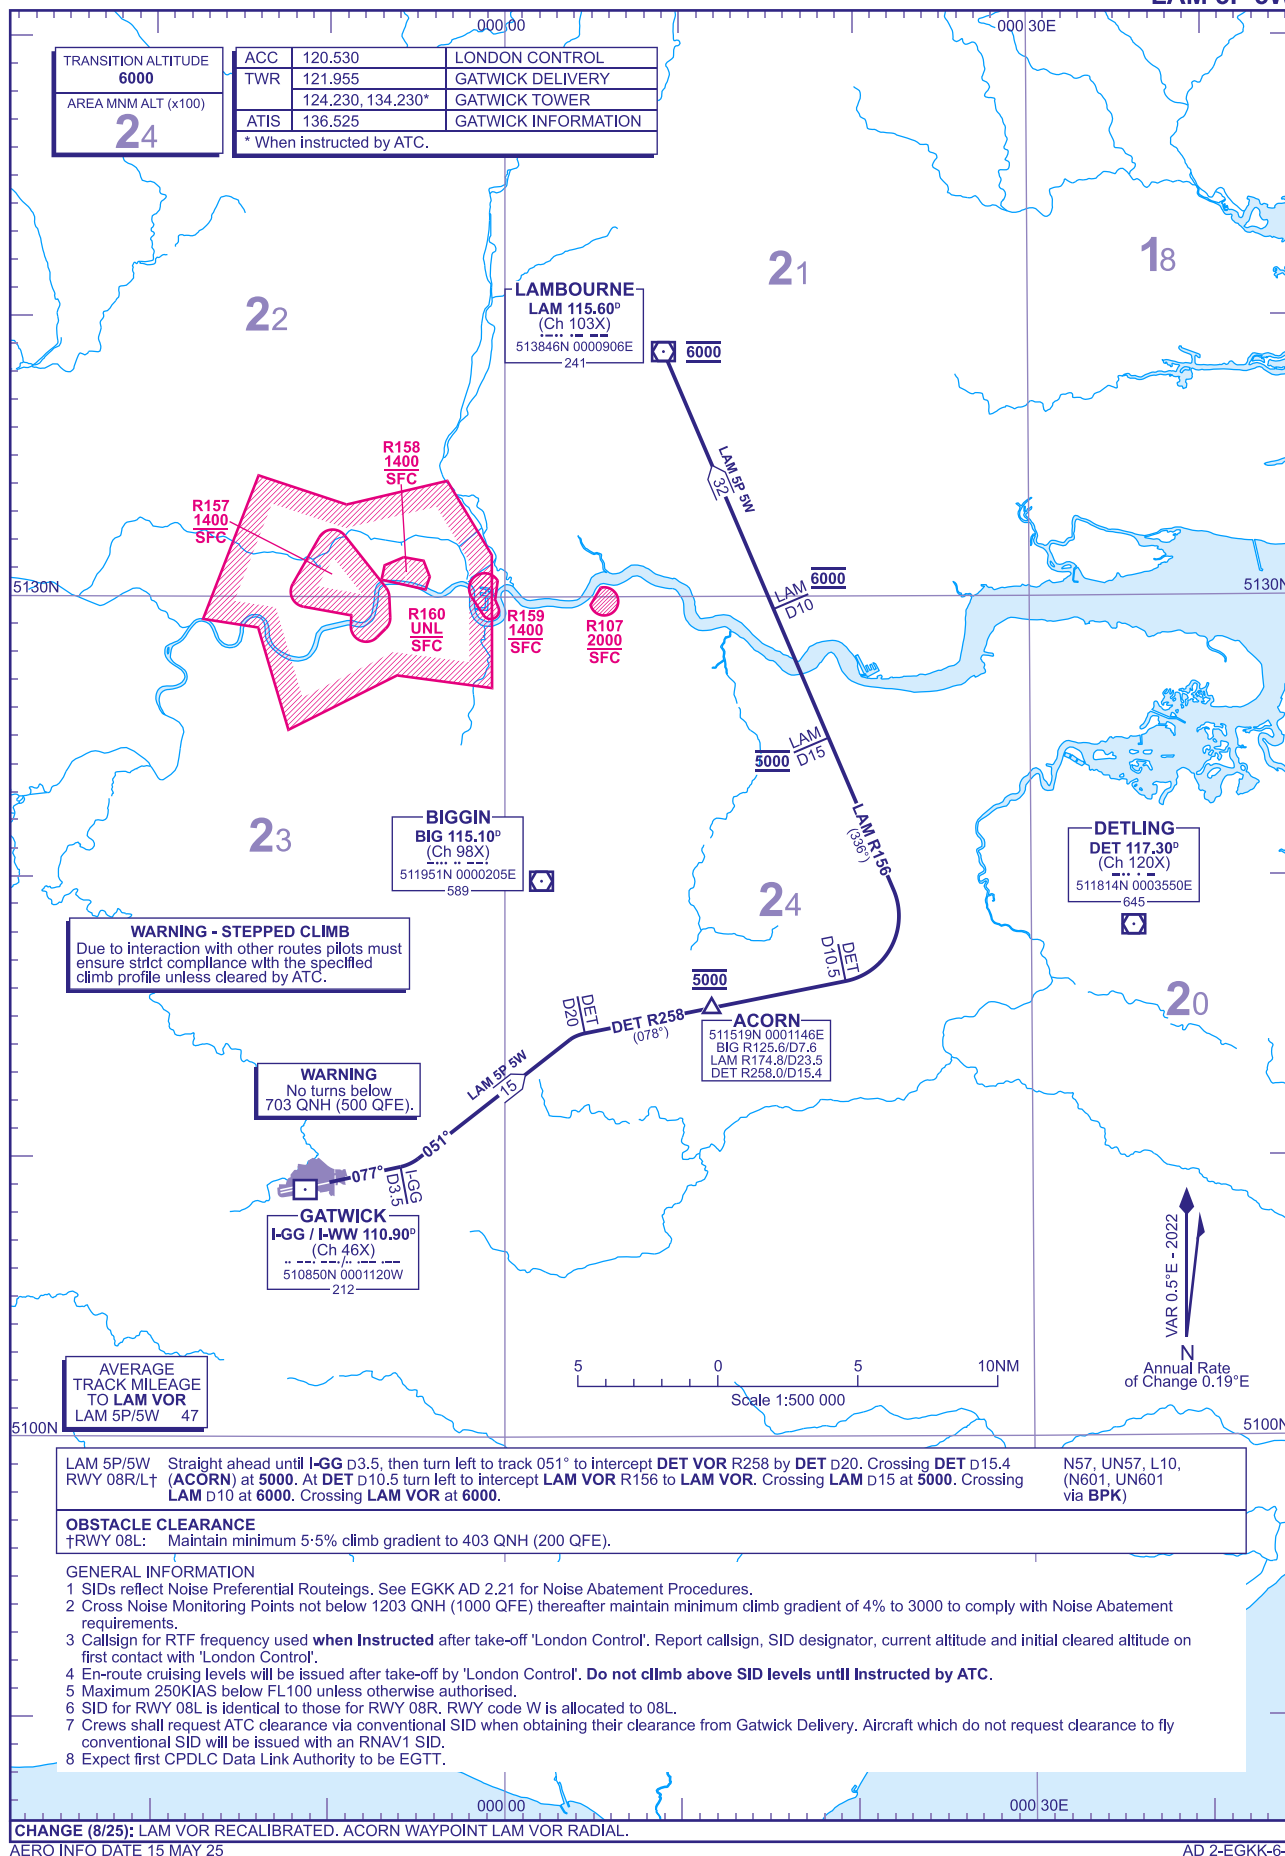 000 00
000 30E
TRANSITION ALTITUDE
6000
AREA MNM ALT (x100)
24
ACC 120.530 LONDON CONTROL
TWR 121.955 GATWICK DELIVERY
124.230, 134.230* GATWICK TOWER
ATIS 136.525 GATWICK INFORMATION
* When instructed by ATC.
21
18
22
LAMBOURNE
LAM 115.60D
(Ch 103X)
513846N 0000906E
241
6000
R158
1400
SFC
R157
1400
SFC
LAM 5P 5W
32
5130N
5130N
LAM
D10
6000
R160
UNL
SFC
R159
1400
SFC
R107
2000
SFC
5000
LAM
D15
23
BIGGIN
BIG 115.10D
(Ch 98X)
511951N 0000205E
589
LAM R156
(336°)
DETLING
DET 117.30D
(Ch 120X)
511814N 0003550E
645
24
WARNING - STEPPED CLIMB
Due to interaction with other routes pilots must
ensure strict compliance with the specified
climb profile unless cleared by ATC.
DET
D10.5
5000
20
DET
D20
DET R258
(078°)
ACORN
511519N 0001146E
BIG R125.6/D7.6
LAM R174.8/D23.5
DET R258.0/D15.4
WARNING
No turns below
703 QNH (500 QFE).
LAM 5P 5W
15
051°
077°
I-GG
D3.5
GATWICK
I-GG / I-WW 110.90D
(Ch 46X)
510850N 0001120W
212
VAR 0.5°E - 2022
N
Annual Rate
of Change 0.19°E
AVERAGE
TRACK MILEAGE
TO LAM VOR
LAM 5P/5W 47
5 0 5 10NM
Scale 1:500 000
5100N
5100N
LAM 5P/5W Straight ahead until I-GG D3.5, then turn left to track 051° to intercept DET VOR R258 by DET D20. Crossing DET D15.4 N57, UN57, L10,
RWY 08R/L† (ACORN) at 5000. At DET D10.5 turn left to intercept LAM VOR R156 to LAM VOR. Crossing LAM D15 at 5000. Crossing (N601, UN601
LAM D10 at 6000. Crossing LAM VOR at 6000. via BPK)
OBSTACLE CLEARANCE
†RWY 08L: Maintain minimum 5·5% climb gradient to 403 QNH (200 QFE).
GENERAL INFORMATION
1 SIDs reflect Noise Preferential Routeings. See EGKK AD 2.21 for Noise Abatement Procedures.
2 Cross Noise Monitoring Points not below 1203 QNH (1000 QFE) thereafter maintain minimum climb gradient of 4% to 3000 to comply with Noise Abatement
requirements.
3 Callsign for RTF frequency used when Instructed after take-off 'London Control'. Report callsign, SID designator, current altitude and initial cleared altitude on
first contact with 'London Control'.
4 En-route cruising levels will be issued after take-off by 'London Control'. Do not climb above SID levels until Instructed by ATC.
5 Maximum 250KIAS below FL100 unless otherwise authorised.
6 SID for RWY 08L is identical to those for RWY 08R. RWY code W is allocated to 08L.
7 Crews shall request ATC clearance via conventional SID when obtaining their clearance from Gatwick Delivery. Aircraft which do not request clearance to fly
conventional SID will be issued with an RNAV1 SID.
8 Expect first CPDLC Data Link Authority to be EGTT.
000 00
000 30E
CHANGE (8/25): LAM VOR RECALIBRATED. ACORN WAYPOINT LAM VOR RADIAL.
AERO INFO DATE 15 MAY 25
AD 2-EGKK-6-